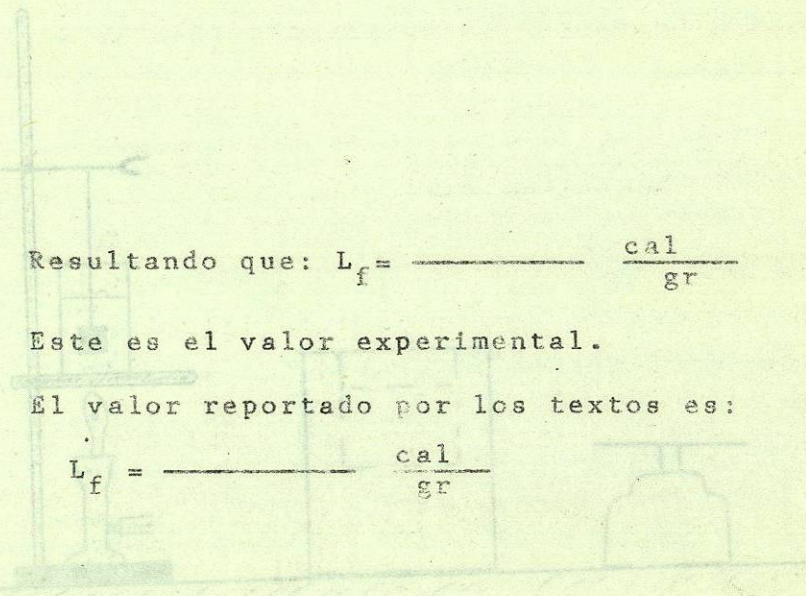 Resultando que: Lf= ________ cal/gr
Este es el valor experimental.
El valor reportado por los textos es:
Lf = ________ cal/gr